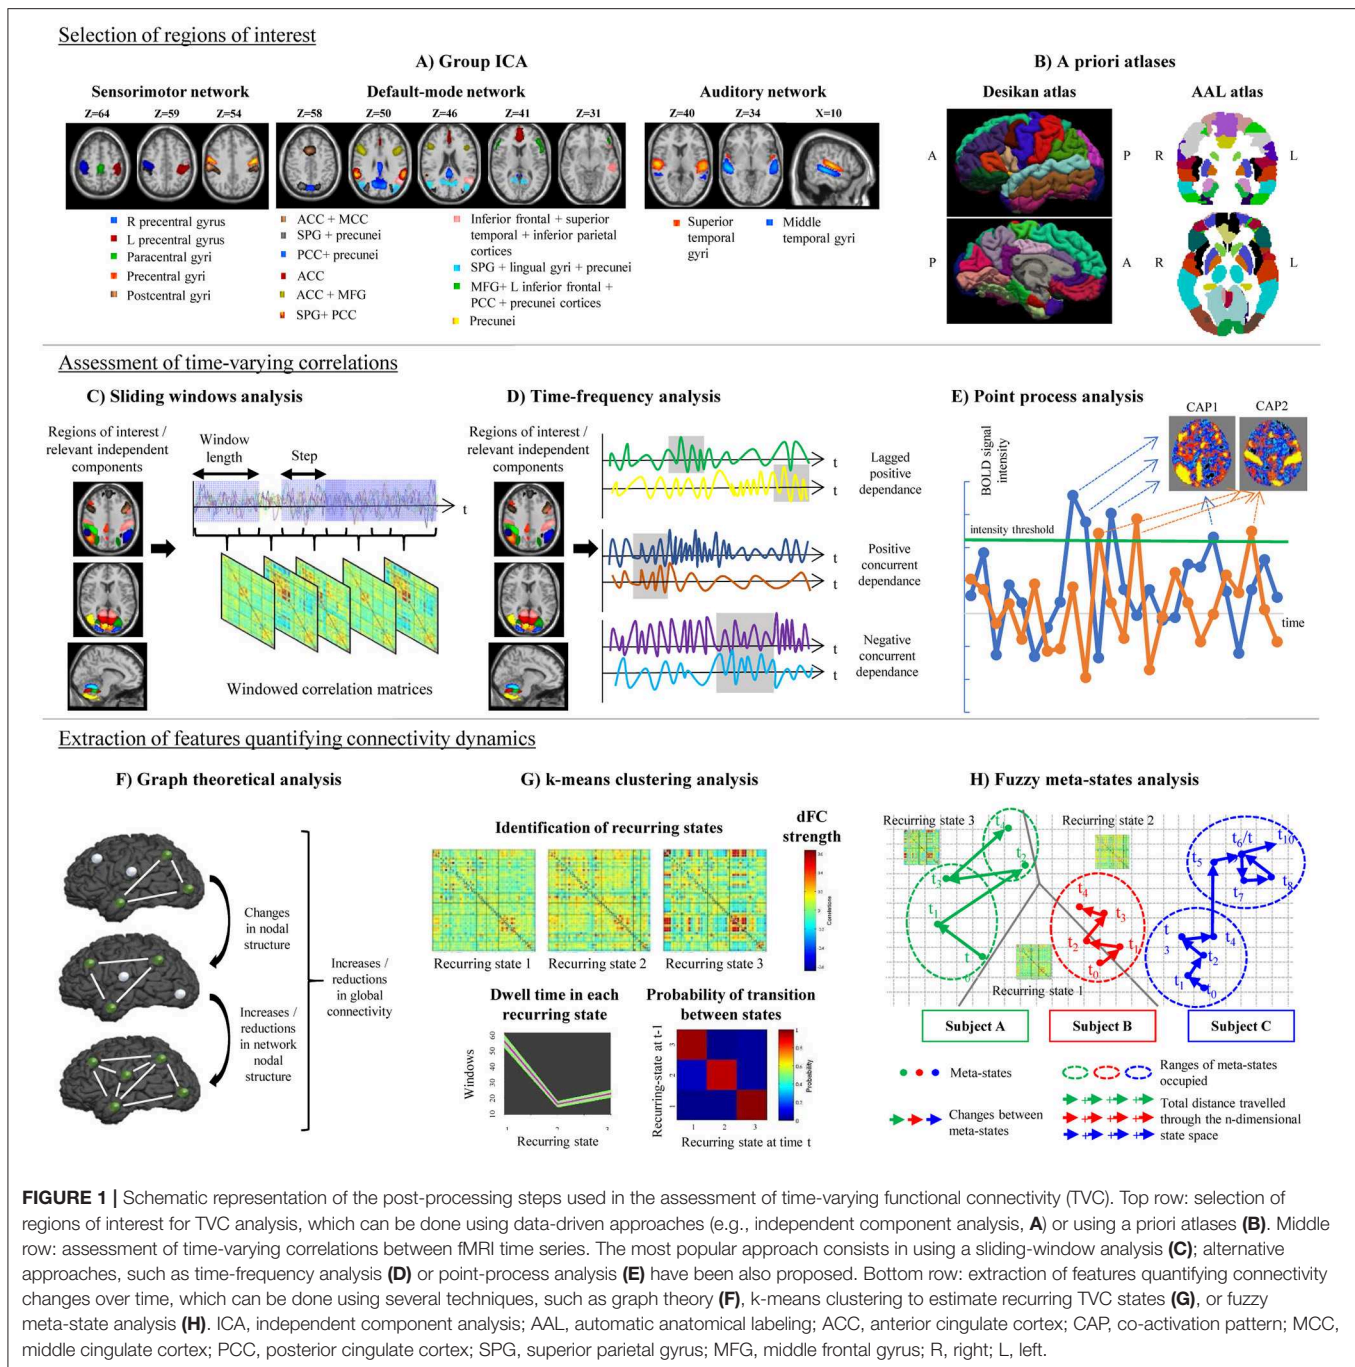 Selection of regions of interest
A) Group ICA
B) A priori atlases
Sensorimotor network
Default-mode network
Auditory network
Desikan atlas
AAL atlas
Z=64
Z=59
Z=54
Z=58
Z=50
Z=46
Z=41
Z=31
Z=40
Z=34
X=10
A
P
R
L
P
A
R
L
R precentral gyrus
L precentral gyrus
Paracentral gyri
Precentral gyri
Postcentral gyri
ACC + MCC
SPG + precunei
PCC+ precunei
ACC
ACC + MFG
SPG+ PCC
Inferior frontal + superior
temporal + inferior parietal
cortices
SPG + lingual gyri + precunei
MFG+ L inferior frontal +
PCC + precunei cortices
Precunei
Superior
temporal
gyri
Middle
temporal gyri
Assessment of time-varying correlations
C) Sliding windows analysis
Regions of interest /
relevant independent
components
Window
length
Step
t
Windowed correlation matrices
D) Time-frequency analysis
Regions of interest /
relevant independent
components
t
t
Lagged
positive
dependance
t
t
Positive
concurrent
dependance
t
t
Negative
concurrent
dependance
E) Point process analysis
CAP1
CAP2
BOLD signal
intensity
intensity threshold
time
Extraction of features quantifying connectivity dynamics
F) Graph theoretical analysis
Changes
in nodal
structure
Increases /
reductions
in network
nodal
structure
Increases /
reductions
in global
connectivity
G) k-means clustering analysis
Identification of recurring states
dFC
strength
Correlations
Recurring state 1
Recurring state 2
Recurring state 3
Dwell time in each
recurring state
Windows
60
50
40
30
20
10
1
2
3
Recurring state
Probability of transition
between states
Recurring-state at t-1
3
2
1
1
2
3
Recurring state at time t
Probability
H) Fuzzy meta-states analysis
Recurring state 3
Recurring state 2
Recurring state 1
Subject A
Subject B
Subject C
Meta-states
Changes between
meta-states
Ranges of meta-states
occupied
Total distance travelled
through the n-dimensional
state space
FIGURE 1 | Schematic representation of the post-processing steps used in the assessment of time-varying functional connectivity (TVC). Top row: selection of
regions of interest for TVC analysis, which can be done using data-driven approaches (e.g., independent component analysis, A) or using a priori atlases (B). Middle
row: assessment of time-varying correlations between fMRI time series. The most popular approach consists in using a sliding-window analysis (C); alternative
approaches, such as time-frequency analysis (D) or point-process analysis (E) have been also proposed. Bottom row: extraction of features quantifying connectivity
changes over time, which can be done using several techniques, such as graph theory (F), k-means clustering to estimate recurring TVC states (G), or fuzzy
meta-state analysis (H). ICA, independent component analysis; AAL, automatic anatomical labeling; ACC, anterior cingulate cortex; CAP, co-activation pattern; MCC,
middle cingulate cortex; PCC, posterior cingulate cortex; SPG, superior parietal gyrus; MFG, middle frontal gyrus; R, right; L, left.